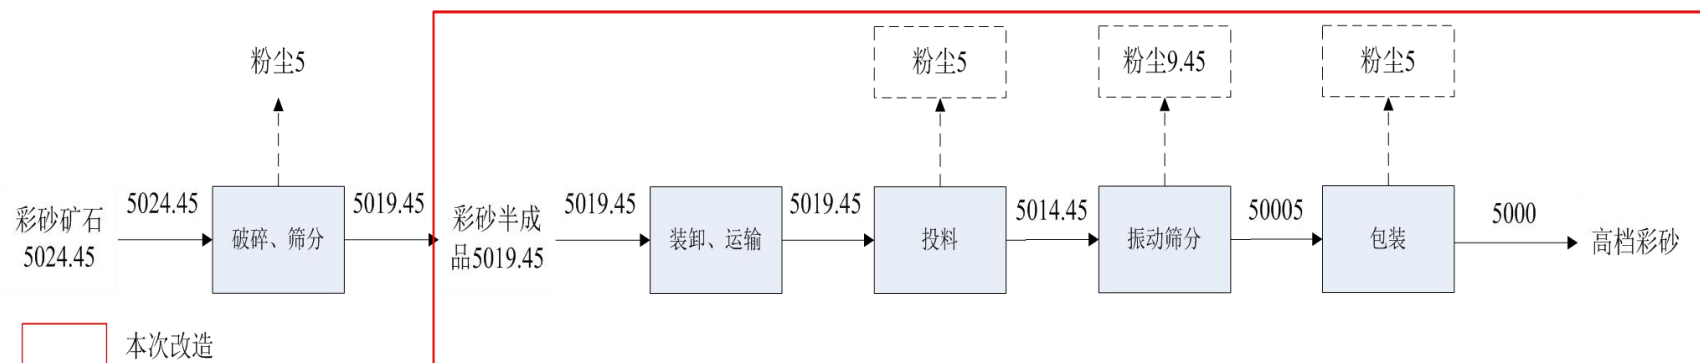 粉尘5
粉尘5
粉尘9.45
粉尘5
彩砂矿石
5024.45
5024.45
破碎、筛分
5019.45
彩砂半成
品5019.45
5019.45
装卸、运输
5019.45
投料
5014.45
振动筛分
50005
包装
5000
高档彩砂
本次改造